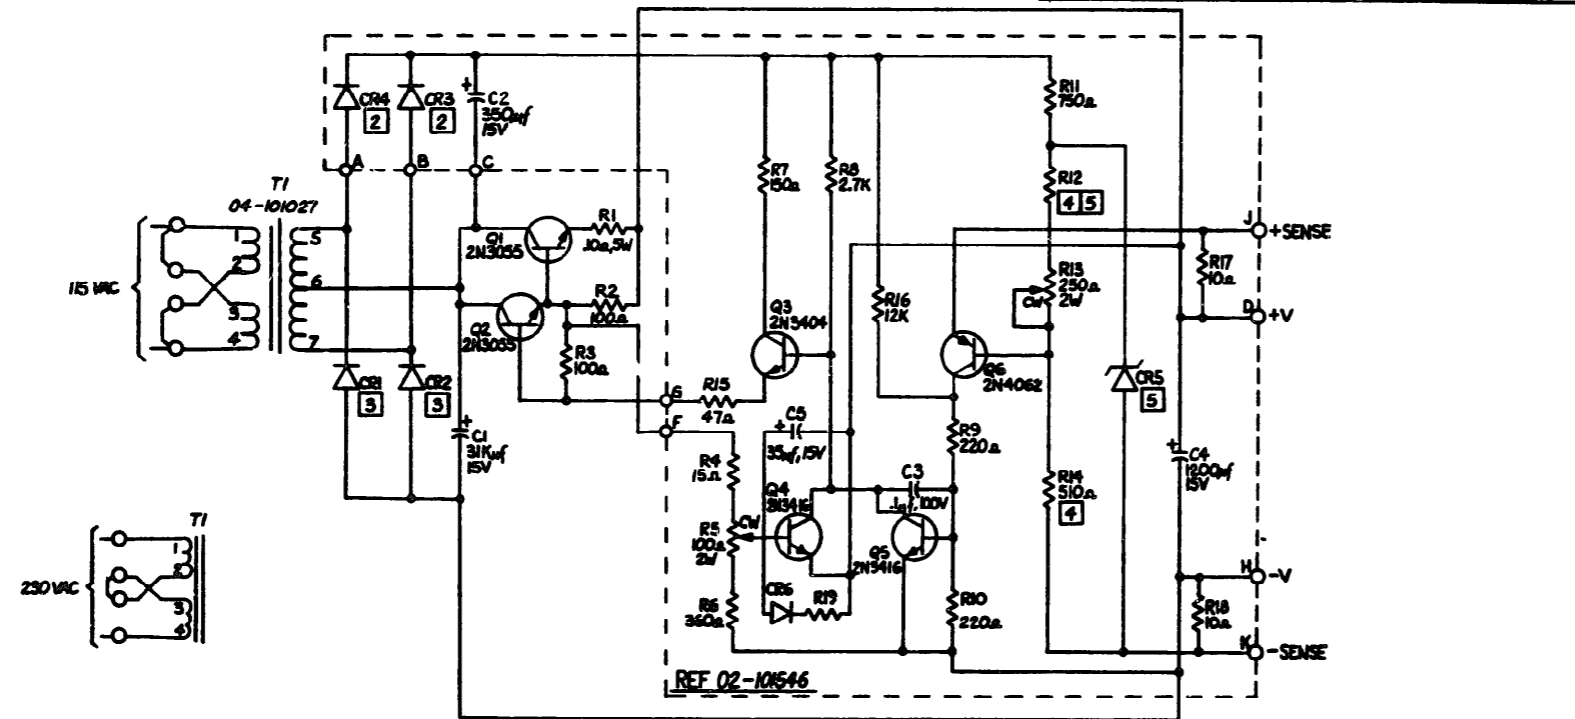 CR4
2
CR3
2
+
C2
350µf
15V
R11
750Ω
A
B
C
R7
150Ω
R8
2.7K
R12
4 5
T1
04-101027
115 VAC
1
2
3
4
5
6
7
Q1
2N3055
R1
.10Ω,5W
J
+SENSE
R17
10Ω
R13
250Ω
2W
CW
R2
100Ω
Q2
2N3055
R16
12K
D
+V
Q3
2N3404
R3
100Ω
Q6
2N4062
CR1
3
CR2
3
CR5
5
G
R15
47Ω
F
+
C1
31Kµf
15V
+
C5
35µf,15V
R9
220Ω
+
C4
1200µf
15V
R4
15Ω
C3
.1µf,100V
R14
510Ω
4
Q4
2N3416
R5
100Ω
2W
CW
Q5
2N3416
T1
230 VAC
1
2
3
4
H
-V
CR6
R19
R6
360Ω
R10
220Ω
R18
10Ω
K
-SENSE
REF 02-101546